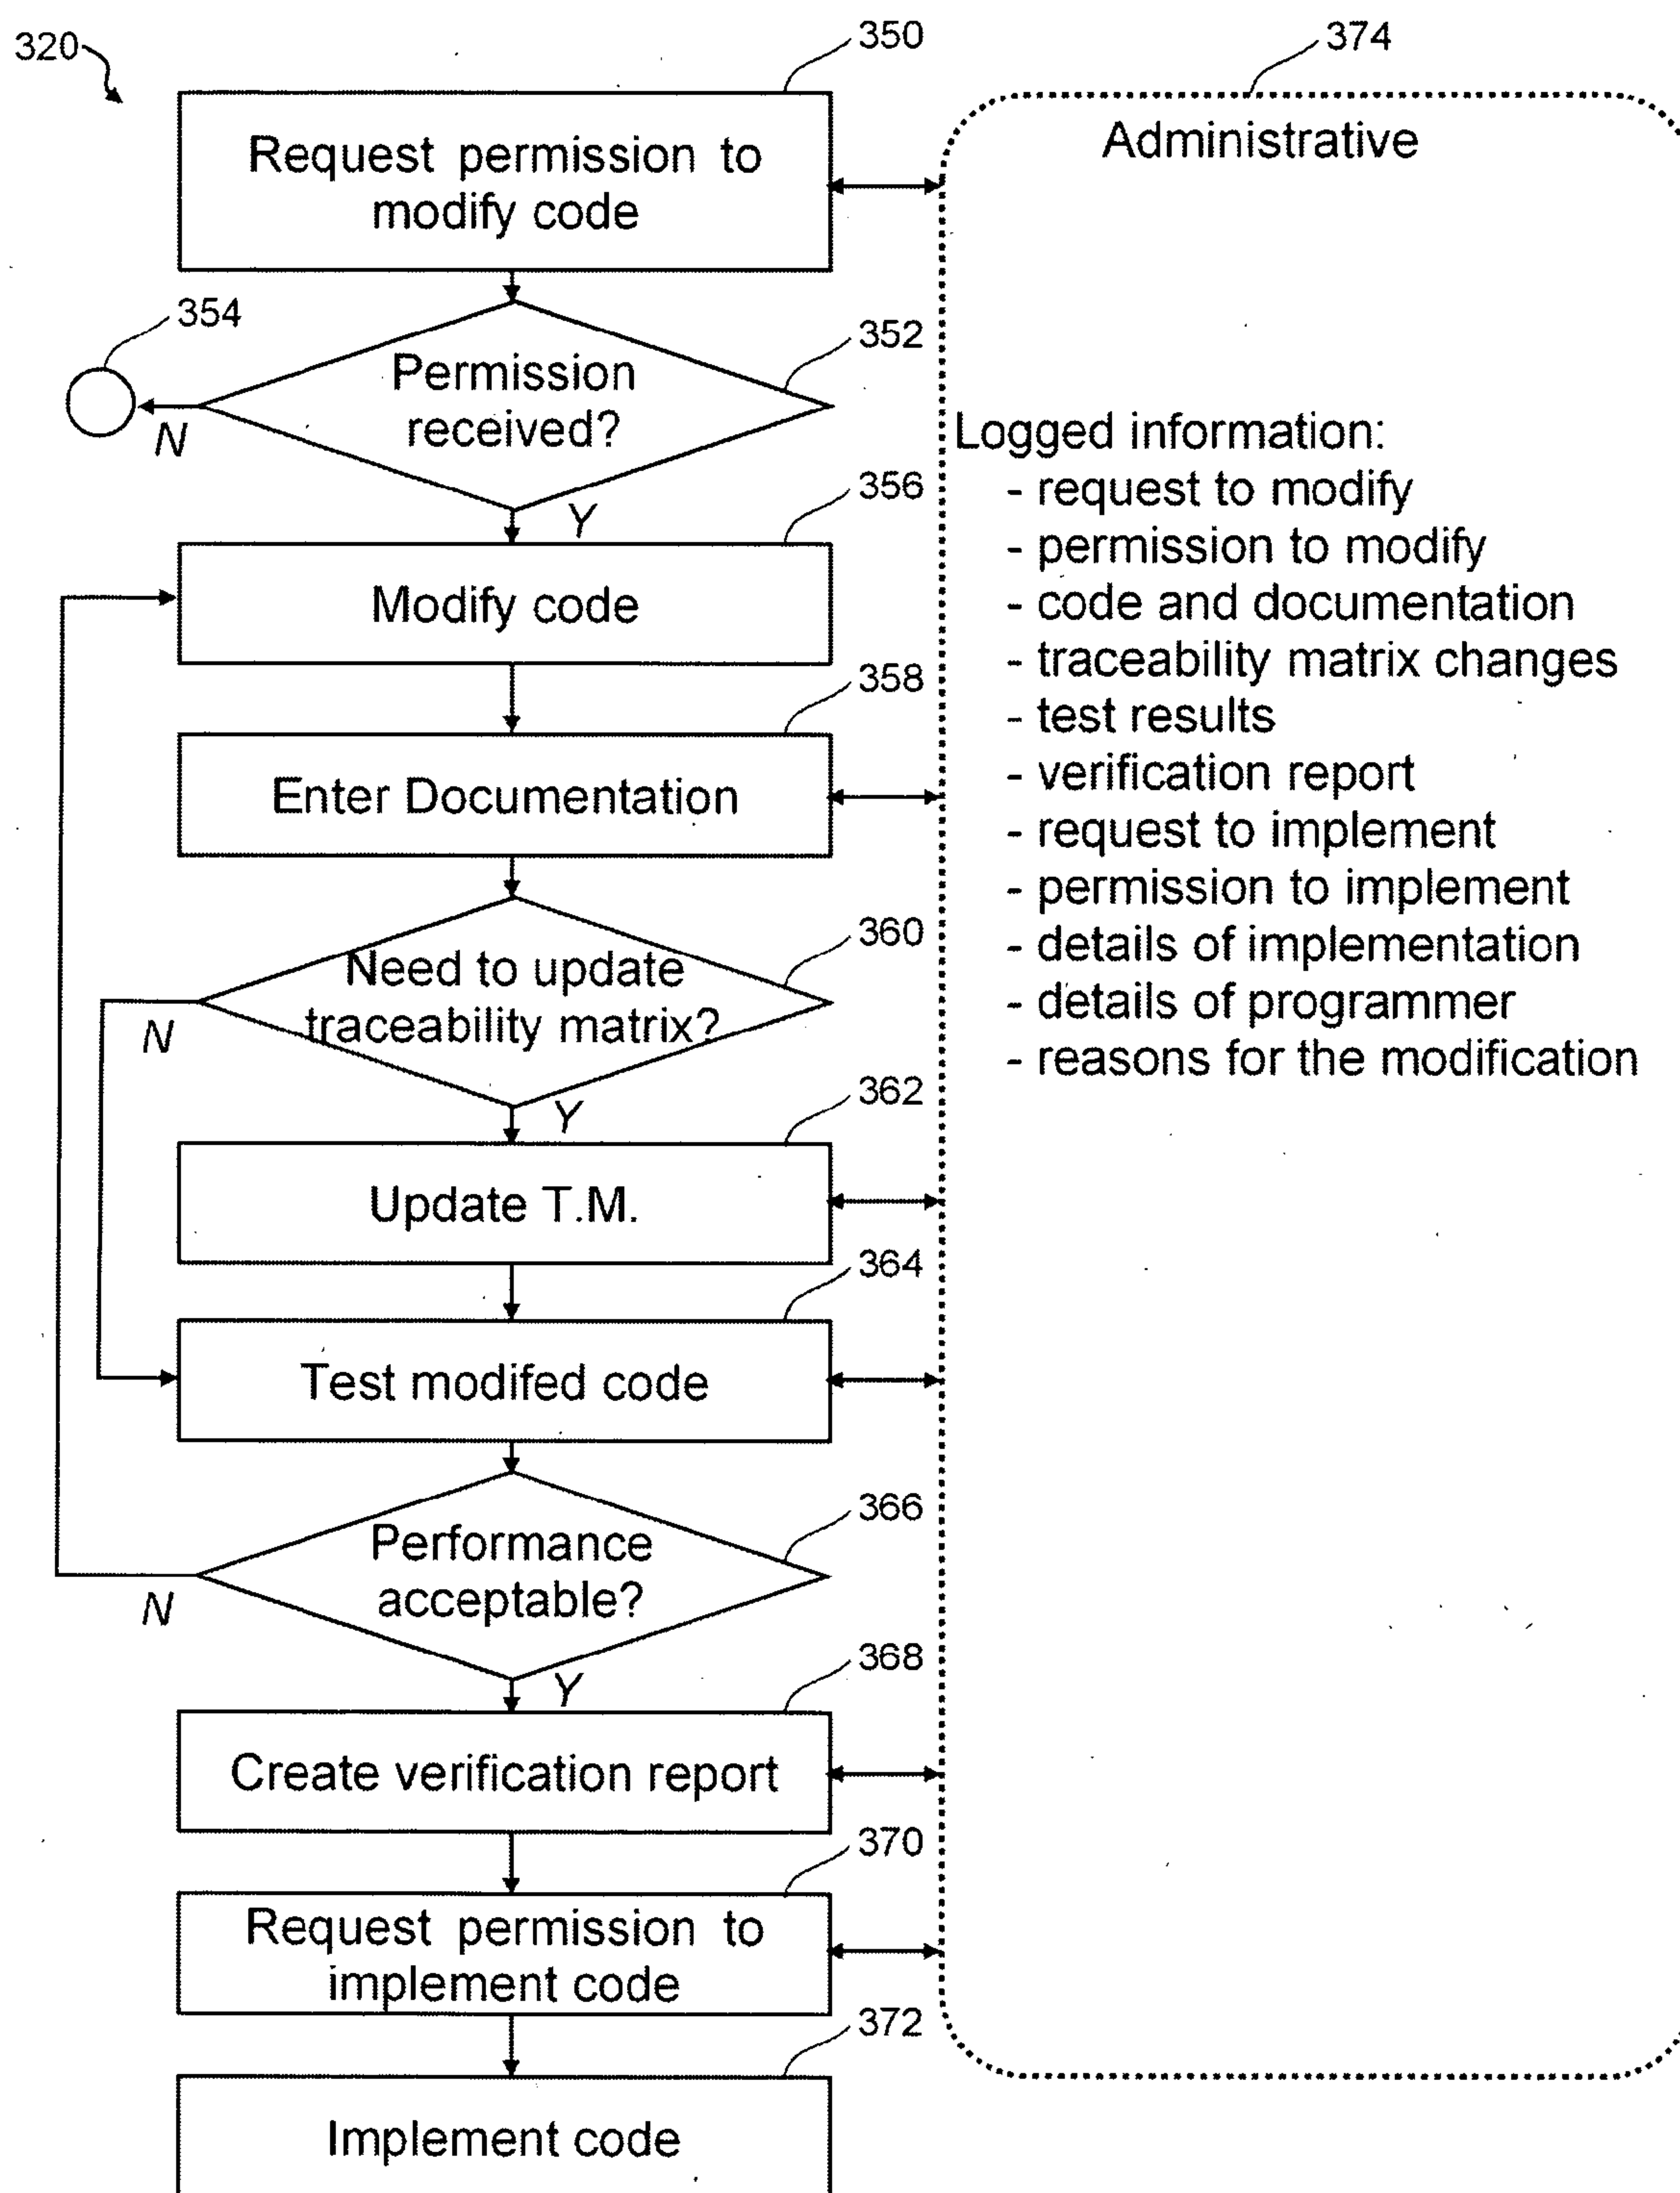 320
350
374
Request permission to
modify code
Administrative
354
352
Permission
received?
N
Y
356
Modify code
358
Enter Documentation
360
Need to update
traceability matrix?
N
Y
362
Update T.M.
364
Test modifed code
366
Performance
acceptable?
N
Y
368
Create verification report
370
Request permission to
implement code
372
Implement code
Logged information:
- request to modify
- permission to modify
- code and documentation
- traceability matrix changes
- test results
- verification report
- request to implement
- permission to implement
- details of implementation
- details of programmer
- reasons for the modification